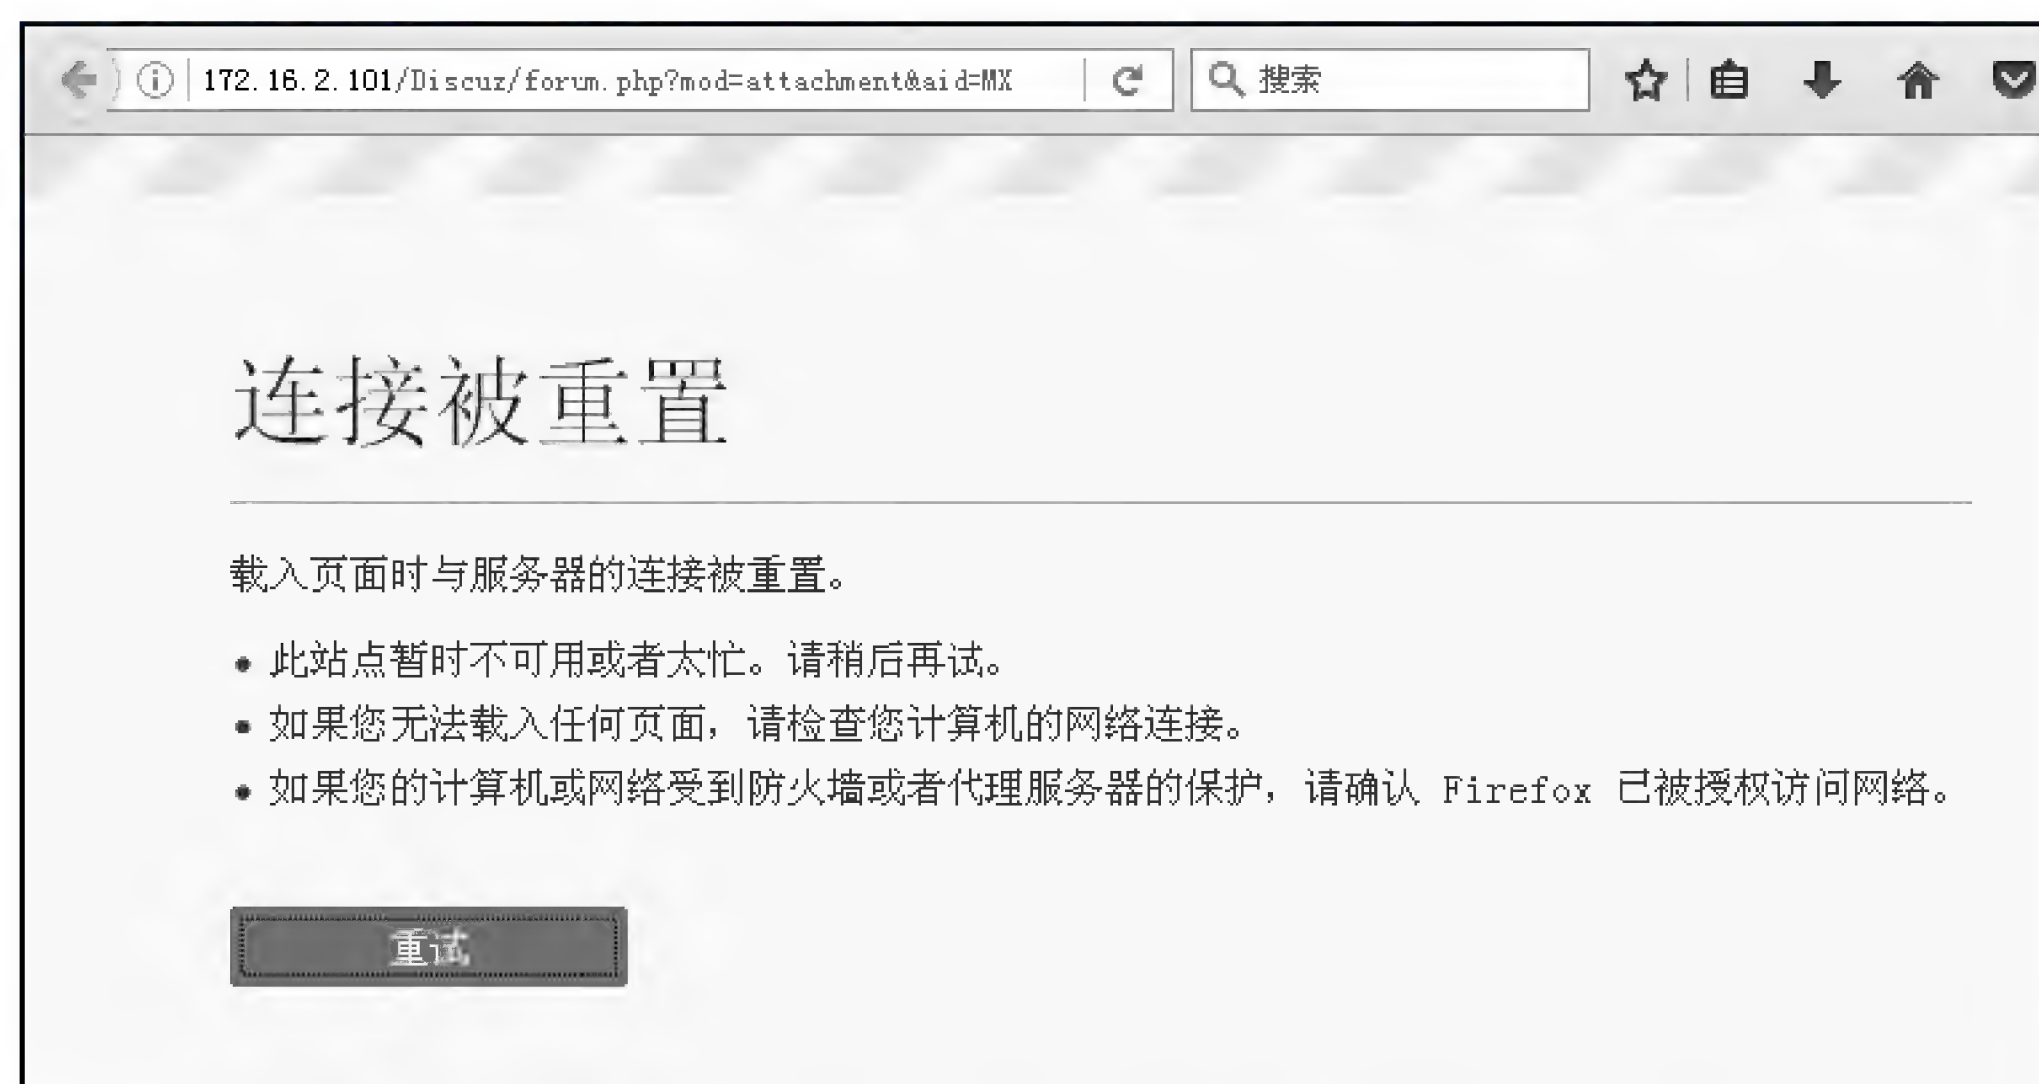 172.16.2.101/Discuz/forum.php?mod=attachment&aid=MX
搜索
连接被重置
载入页面时与服务器的连接被重置。
• 此站点暂时不可用或者太忙。请稍后再试。
• 如果您无法载入任何页面，请检查您计算机的网络连接。
• 如果您的计算机或网络受到防火墙或者代理服务器的保护，请确认 Firefox 已被授权访问网络。
重试